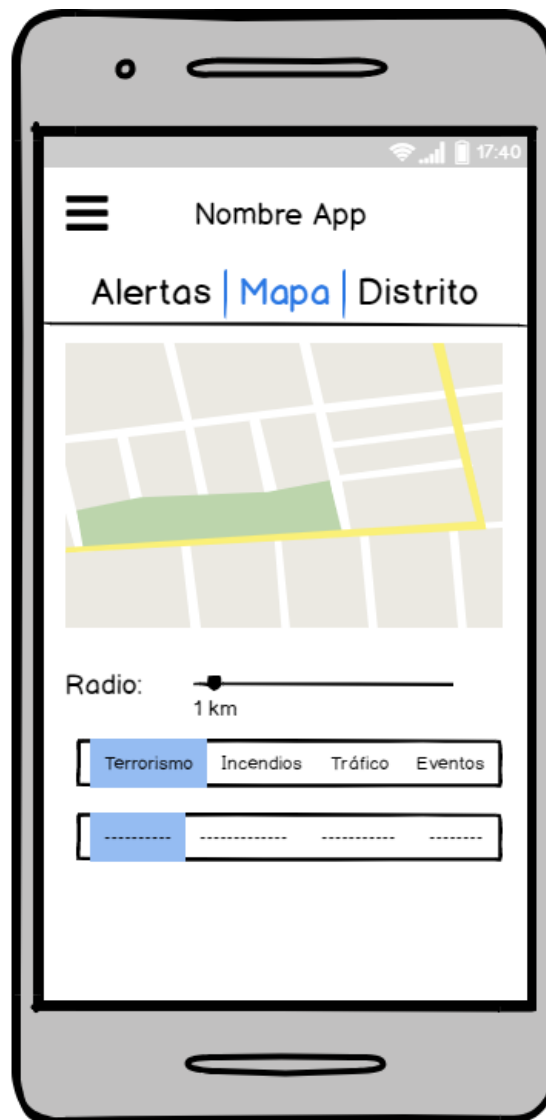 17:40
Nombre App
Alertas | Mapa | Distrito
Radio:
1 km
Terrorismo Incendios Tráfico Eventos
---------- ------------- ----------- --------